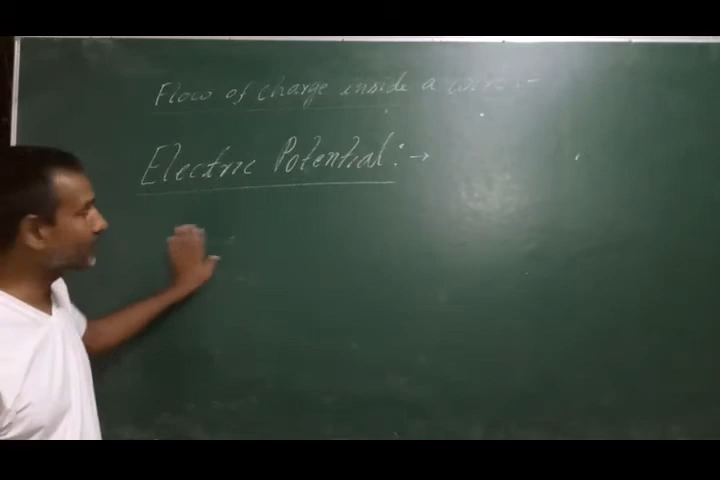 Flow of charge inside a wire :-
Electric Potential :→